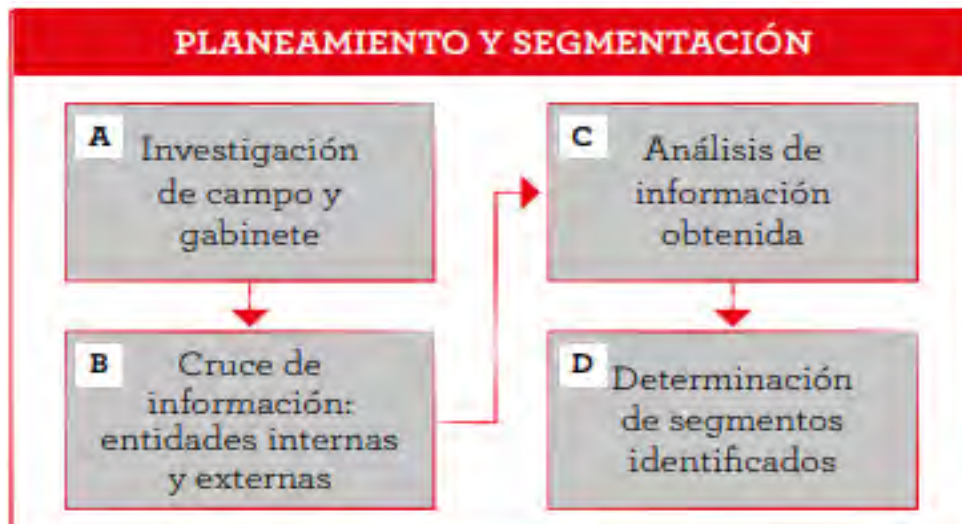 PLANEAMIENTO Y SEGMENTACIÓN
A
Investigación
de campo y
gabinete
B
Cruce de
información:
entidades internas
y externas
C
Análisis de
información
obtenida
D
Determinación
de segmentos
identificados